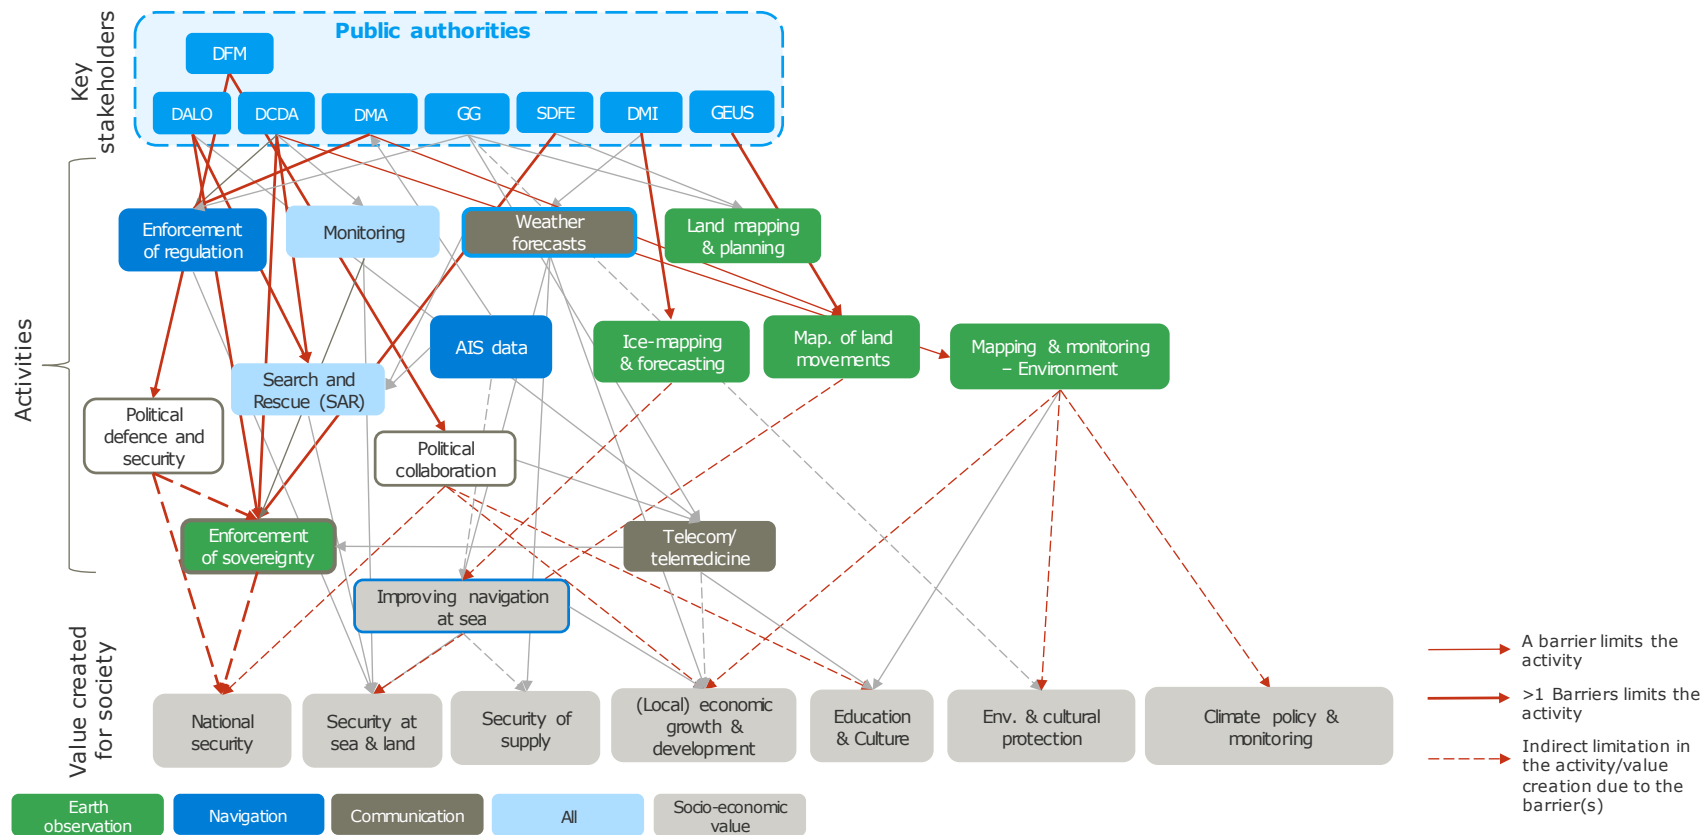 Key
stakeholders
Public authorities
DFM
DALO
DCDA
DMA
GG
SDFE
DMI
GEUS
Activities
Enforcement
of regulation
Monitoring
Weather
forecasts
Land mapping
& planning
AIS data
Ice-mapping
& forecasting
Map. of land
movements
Mapping & monitoring
– Environment
Search and
Rescue (SAR)
Political
defence and
security
Political
collaboration
Enforcement
of sovereignty
Telecom/
telemedicine
Improving navigation
at sea
Value created
for society
National
security
Security at
sea & land
Security of
supply
(Local) economic
growth &
development
Education
& Culture
Env. & cultural
protection
Climate policy &
monitoring
A barrier limits the
activity
>1 Barriers limits the
activity
Indirect limitation in
the activity/value
creation due to the
barrier(s)
Earth
observation
Navigation
Communication
All
Socio-economic
value